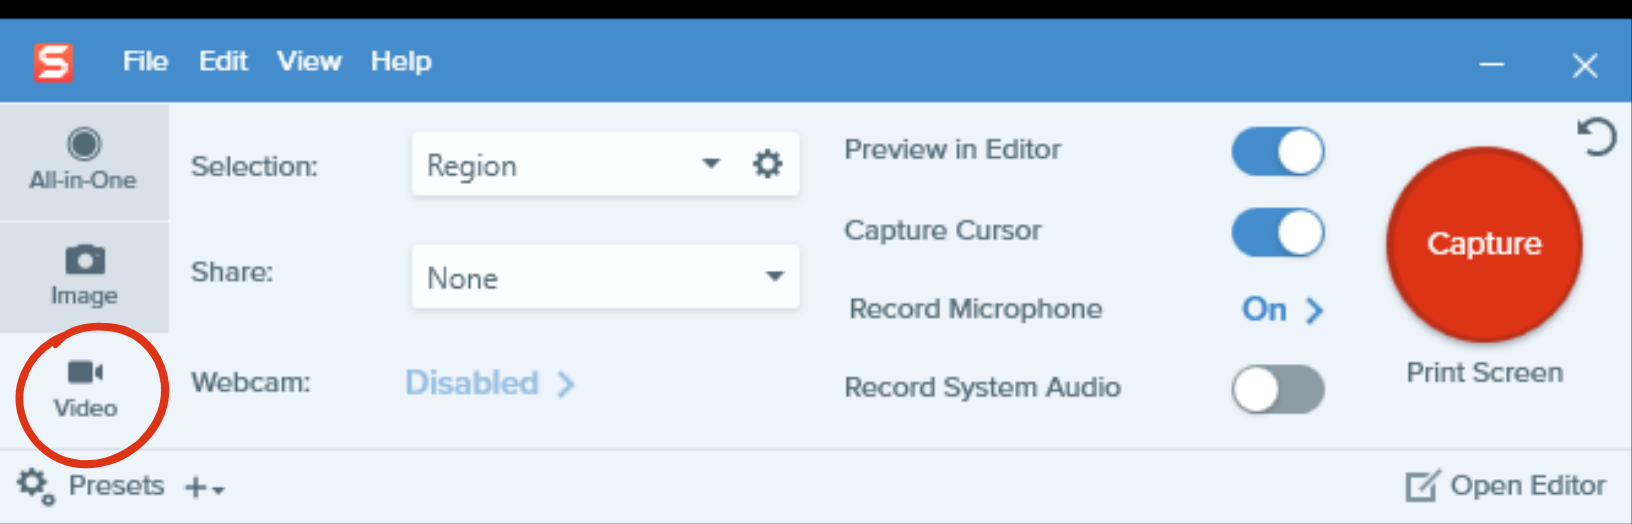 S File Edit View Help
All-in-One
Image
Video
Selection: Region
Share: None
Webcam: Disabled
Preview in Editor
Capture Cursor
Record Microphone On
Record System Audio
Capture
Print Screen
Presets
Open Editor